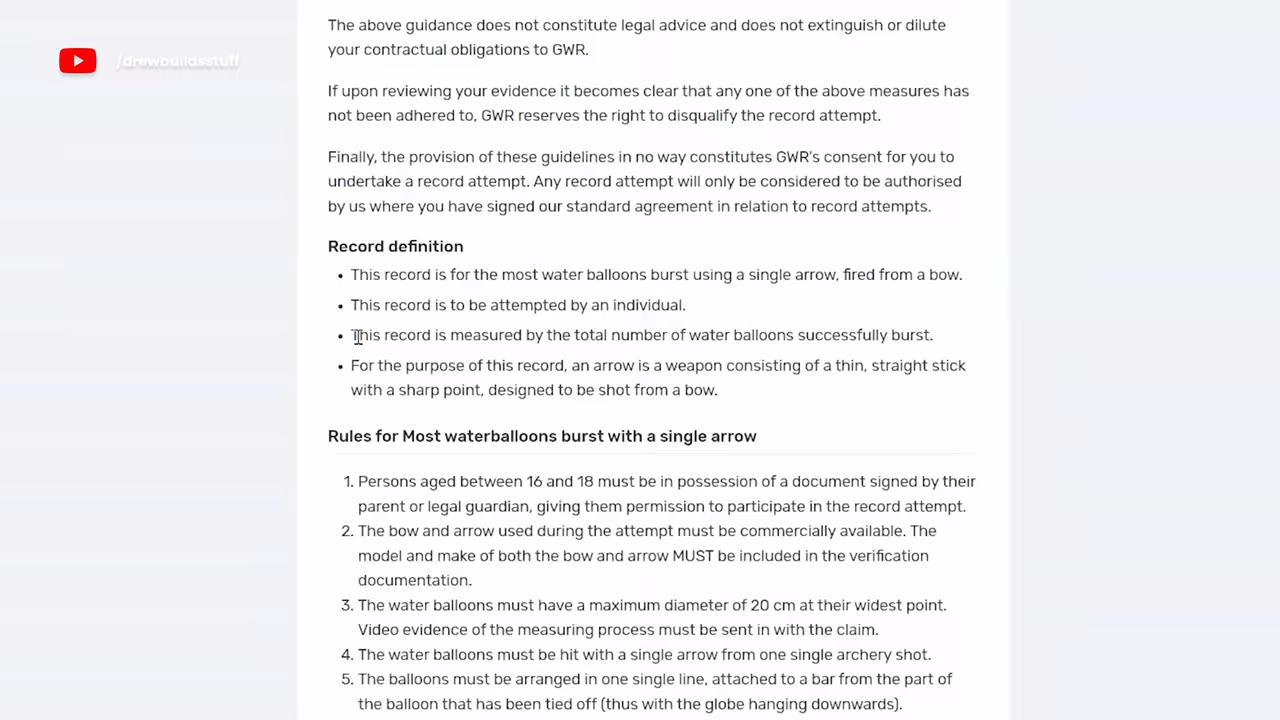 The above guidance does not constitute legal advice and does not extinguish or dilute
your contractual obligations to GWR.
/drewbuildsstuff
If upon reviewing your evidence it becomes clear that any one of the above measures has
not been adhered to, GWR reserves the right to disqualify the record attempt.
Finally, the provision of these guidelines in no way constitutes GWR's consent for you to
undertake a record attempt. Any record attempt will only be considered to be authorised
by us where you have signed our standard agreement in relation to record attempts.
Record definition
• This record is for the most water balloons burst using a single arrow, fired from a bow.
• This record is to be attempted by an individual.
• This record is measured by the total number of water balloons successfully burst.
• For the purpose of this record, an arrow is a weapon consisting of a thin, straight stick
with a sharp point, designed to be shot from a bow.
Rules for Most waterballoons burst with a single arrow
1. Persons aged between 16 and 18 must be in possession of a document signed by their
parent or legal guardian, giving them permission to participate in the record attempt.
2. The bow and arrow used during the attempt must be commercially available. The
model and make of both the bow and arrow MUST be included in the verification
documentation.
3. The water balloons must have a maximum diameter of 20 cm at their widest point.
Video evidence of the measuring process must be sent in with the claim.
4. The water balloons must be hit with a single arrow from one single archery shot.
5. The balloons must be arranged in one single line, attached to a bar from the part of
the balloon that has been tied off (thus with the globe hanging downwards).